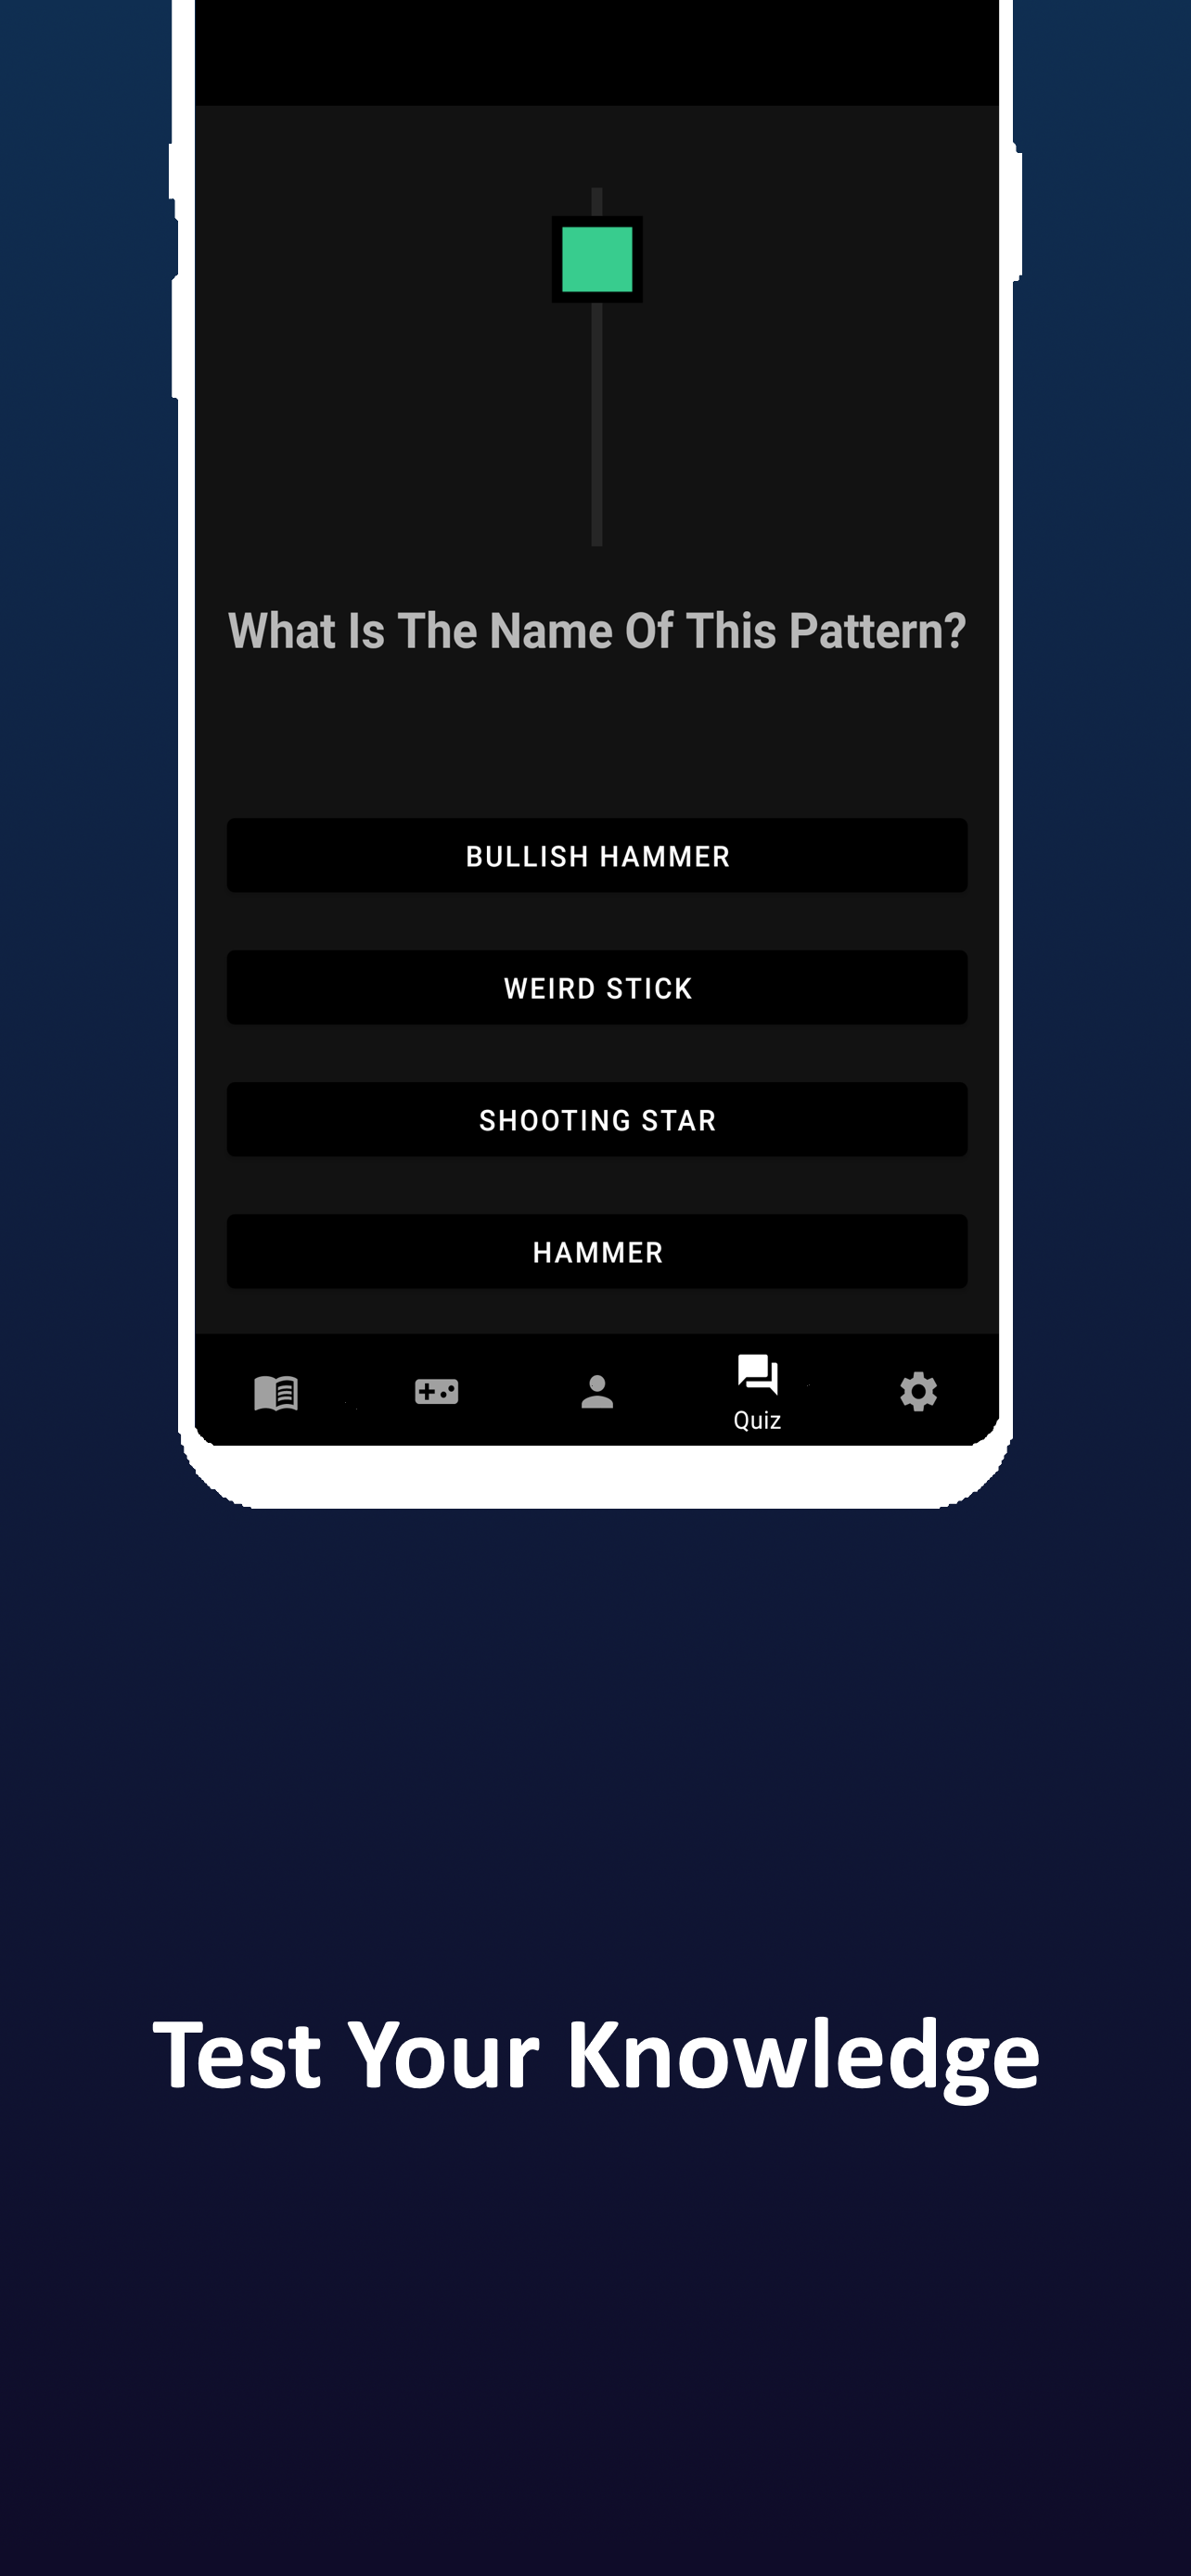 What Is The Name Of This Pattern?
BULLISH HAMMER
WEIRD STICK
SHOOTING STAR
HAMMER
Quiz
Test Your Knowledge